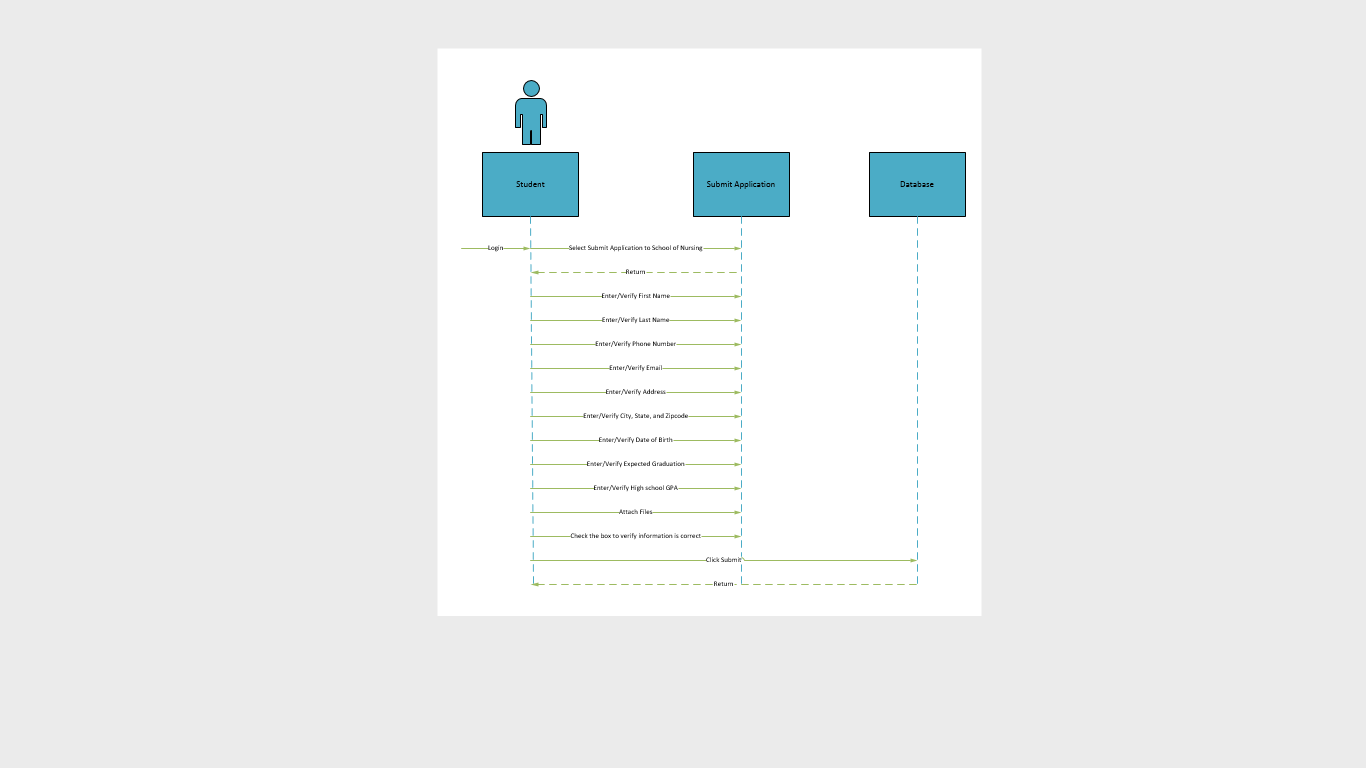 Student
Submit Application
Database
Login
Select Submit Application to School of Nursing
Return
Enter/Verify First Name
Enter/Verify Last Name
Enter/Verify Phone Number
Enter/Verify Email
Enter/Verify Address
Enter/Verify City, State, and Zipcode
Enter/Verify Date of Birth
Enter/Verify Expected Graduation
Enter/Verify High school GPA
Attach Files
Check the box to verify information is correct
Click Submit
Return